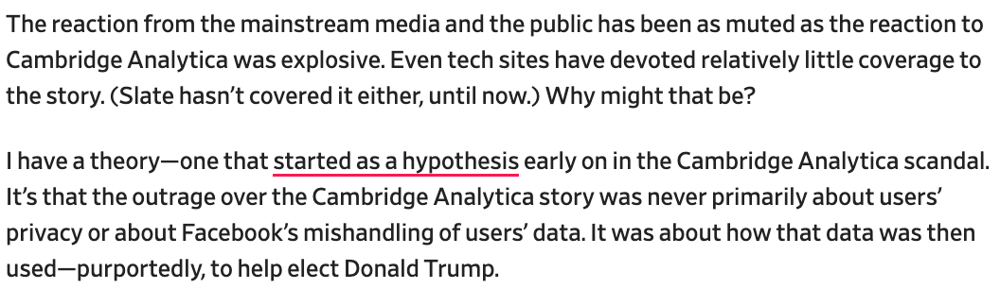 The reaction from the mainstream media and the public has been as muted as the reaction to
Cambridge Analytica was explosive. Even tech sites have devoted relatively little coverage to
the story. (Slate hasn’t covered it either, until now.) Why might that be?
I have a theory—one that started as a hypothesis early on in the Cambridge Analytica scandal.
It’s that the outrage over the Cambridge Analytica story was never primarily about users’
privacy or about Facebook’s mishandling of users’ data. It was about how that data was then
used—purportedly, to help elect Donald Trump.